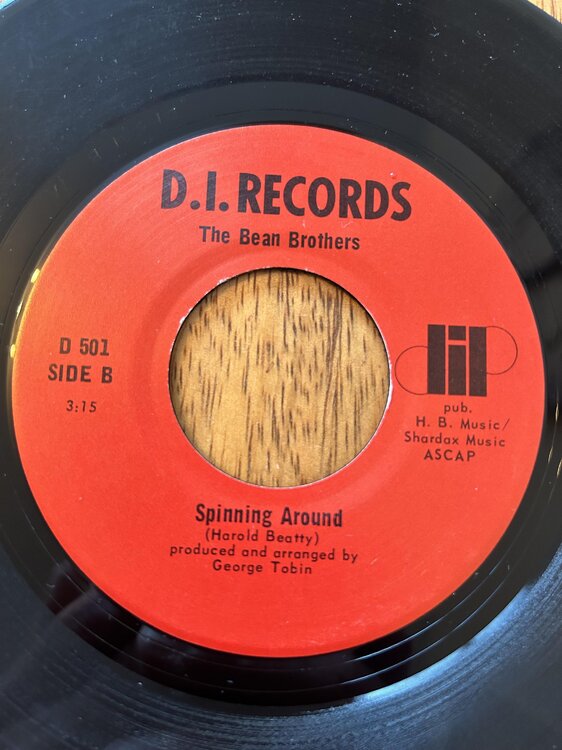 D.I. RECORDS
The Bean Brothers
D 501
SIDE B
3:15
pub.
H. B. Music/
Shardax Music
ASCAP
Spinning Around
(Harold Beatty)
produced and arranged by
George Tobin